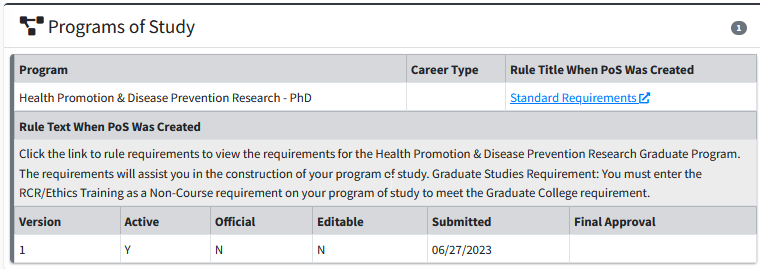 Programs of Study
1
Program Career Type Rule Title When PoS Was Created
Health Promotion & Disease Prevention Research - PhD Standard Requirements
Rule Text When PoS Was Created
Click the link to rule requirements to view the requirements for the Health Promotion & Disease Prevention Research Graduate Program.
The requirements will assist you in the construction of your program of study. Graduate Studies Requirement: You must enter the
RCR/Ethics Training as a Non-Course requirement on your program of study to meet the Graduate College requirement.
Version Active Official Editable Submitted Final Approval
1 Y N N 06/27/2023